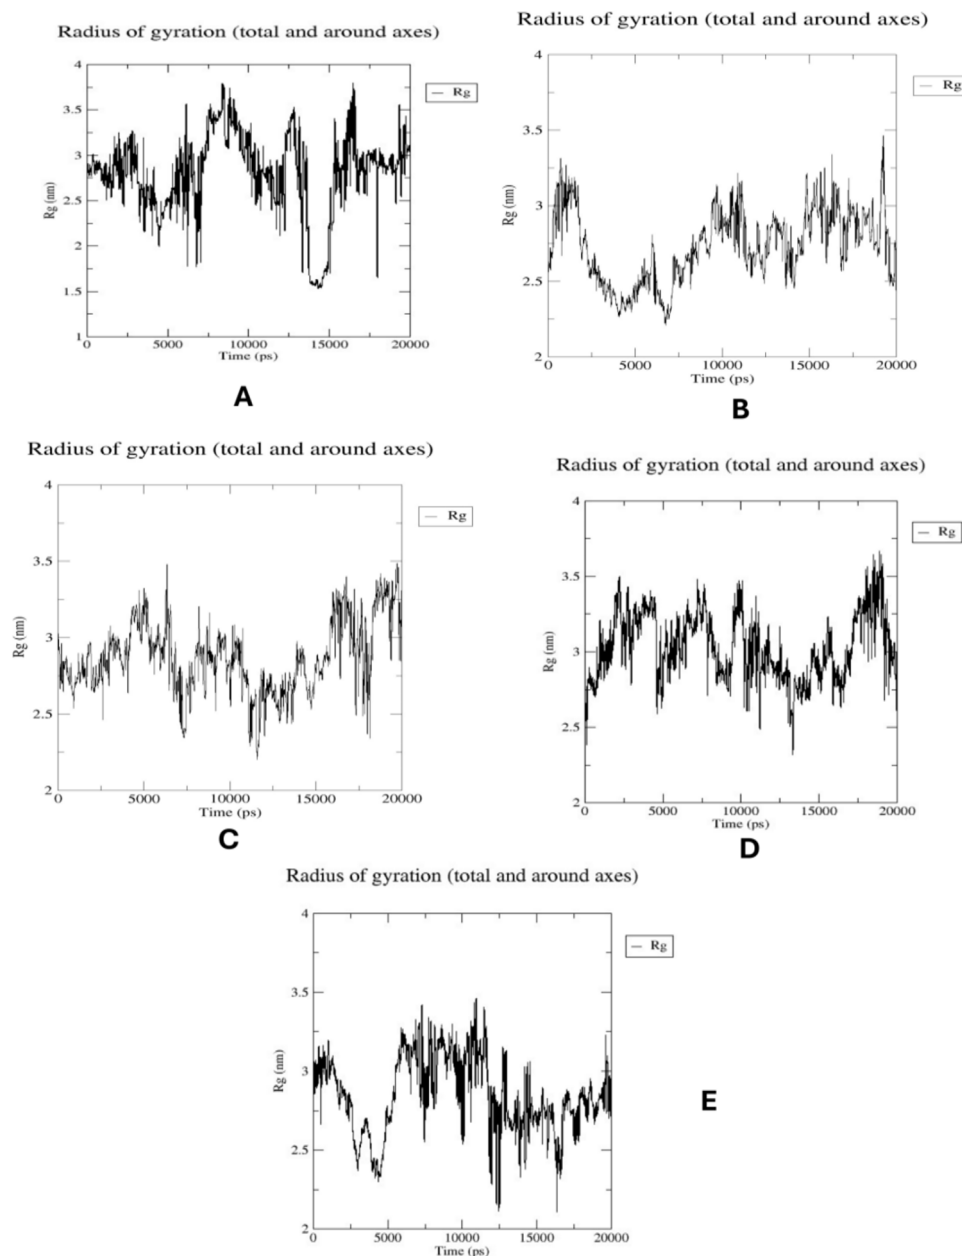 Radius of gyration (total and around axes)
Rg
Rg (nm)
4
3.5
3
2.5
2
1.5
1
0
5000
10000
15000
20000
Time (ps)
A
Radius of gyration (total and around axes)
Rg
Rg (nm)
4
3.5
3
2.5
2
0
5000
10000
15000
20000
Time (ps)
B
Radius of gyration (total and around axes)
Rg
Rg (nm)
4
3.5
3
2.5
2
0
5000
10000
15000
20000
Time (ps)
C
Radius of gyration (total and around axes)
Rg
Rg (nm)
4
3.5
3
2.5
2
0
5000
10000
15000
20000
Time (ps)
D
Radius of gyration (total and around axes)
Rg
Rg (nm)
4
3.5
3
2.5
2
0
5000
10000
15000
20000
Time (ps)
E